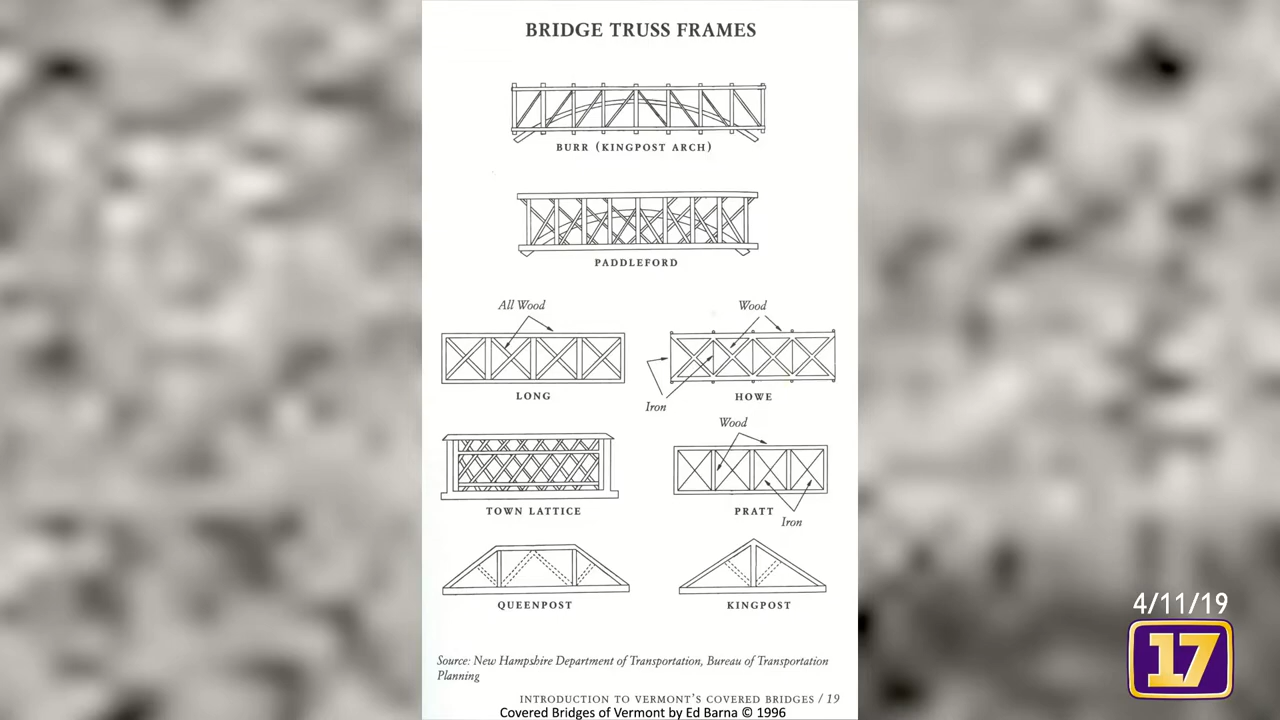 BRIDGE TRUSS FRAMES
BURR (KINGPOST ARCH)
PADDLEFORD
All Wood
Wood
LONG
HOWE
Iron
Wood
TOWN LATTICE
PRATT
Iron
QUEENPOST
KINGPOST
Source: New Hampshire Department of Transportation, Bureau of Transportation
Planning
INTRODUCTION TO VERMONT'S COVERED BRIDGES / 19
Covered Bridges of Vermont by Ed Barna © 1996
4/11/19
17